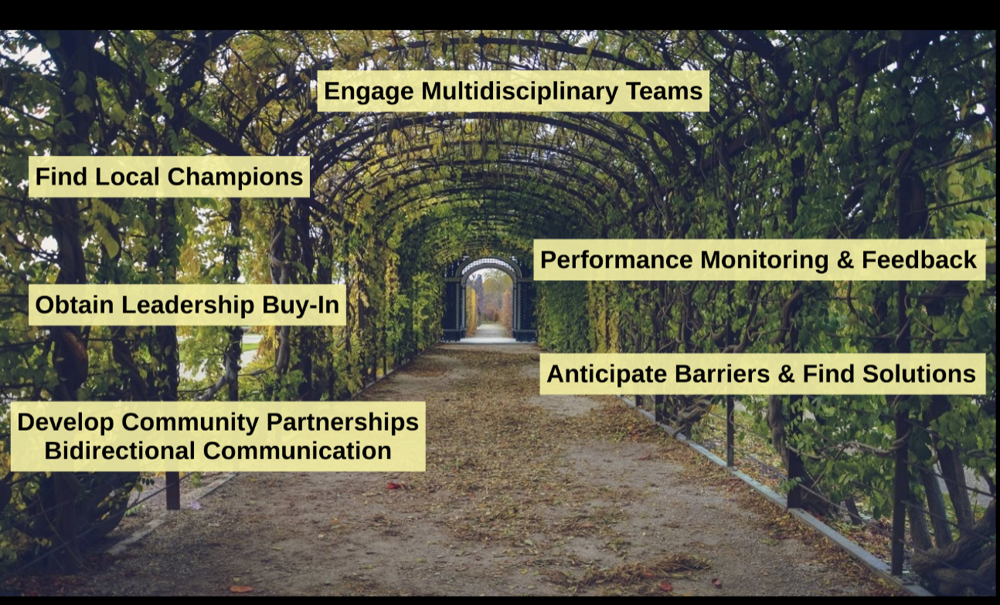 Engage Multidisciplinary Teams
Find Local Champions
Performance Monitoring & Feedback
Obtain Leadership Buy-In
Anticipate Barriers & Find Solutions
Develop Community Partnerships
Bidirectional Communication